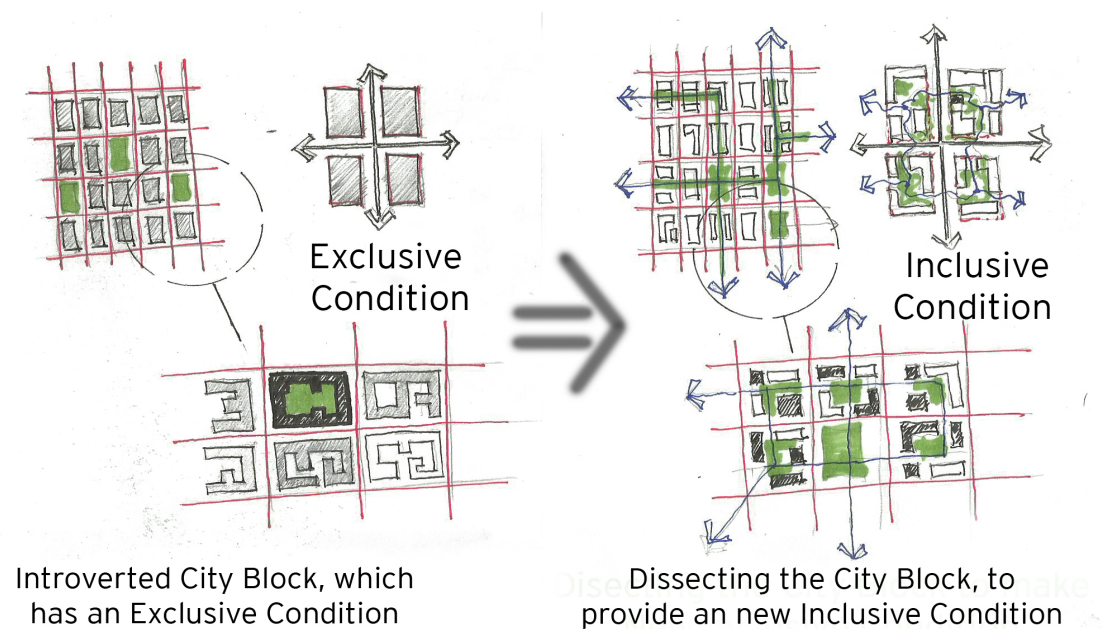 Exclusive
Condition
Inclusive
Condition
Introverted City Block, which
has an Exclusive Condition
Dissecting the City Block, to
provide an new Inclusive Condition